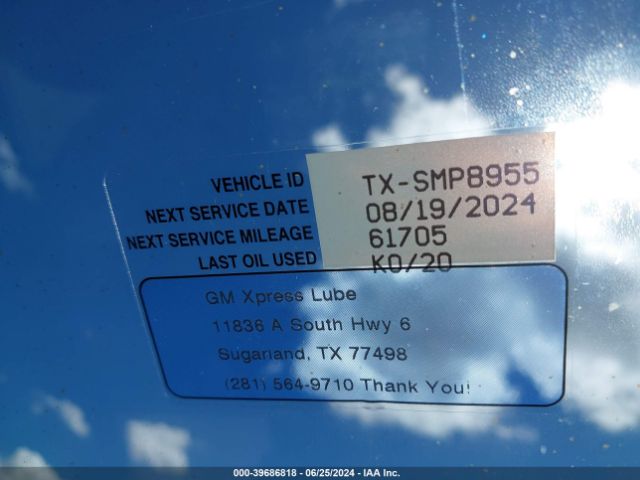 VEHICLE ID TX-SMP8955
NEXT SERVICE DATE 08/19/2024
NEXT SERVICE MILEAGE 61705
LAST OIL USED K0/20
GM Xpress Lube
11836 A South Hwy 6
Sugarland, TX 77498
(281) 564-9710 Thank You!
000-39686818 - 06/25/2024 - IAA Inc.